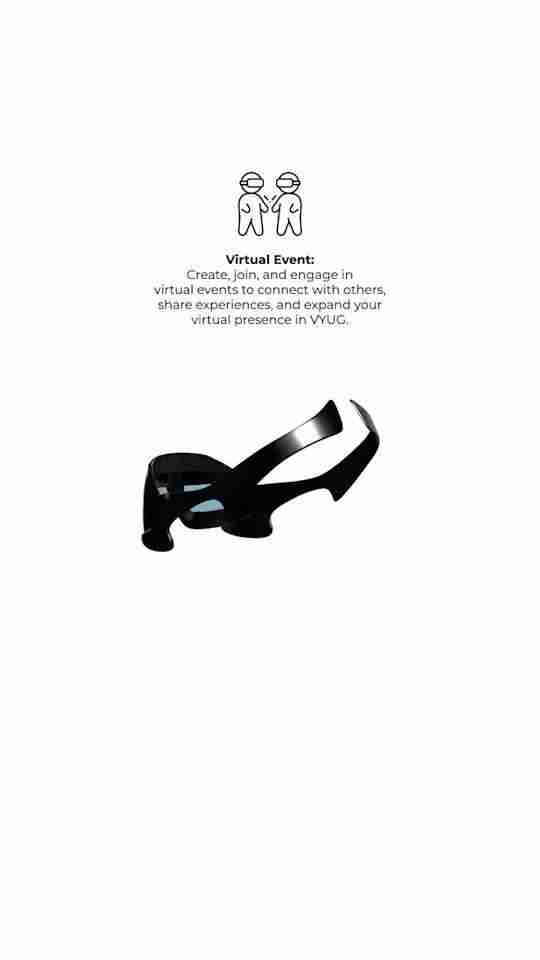 Virtual Event:
Create, join, and engage in
virtual events to connect with others,
share experiences, and expand your
virtual presence in VYUG.